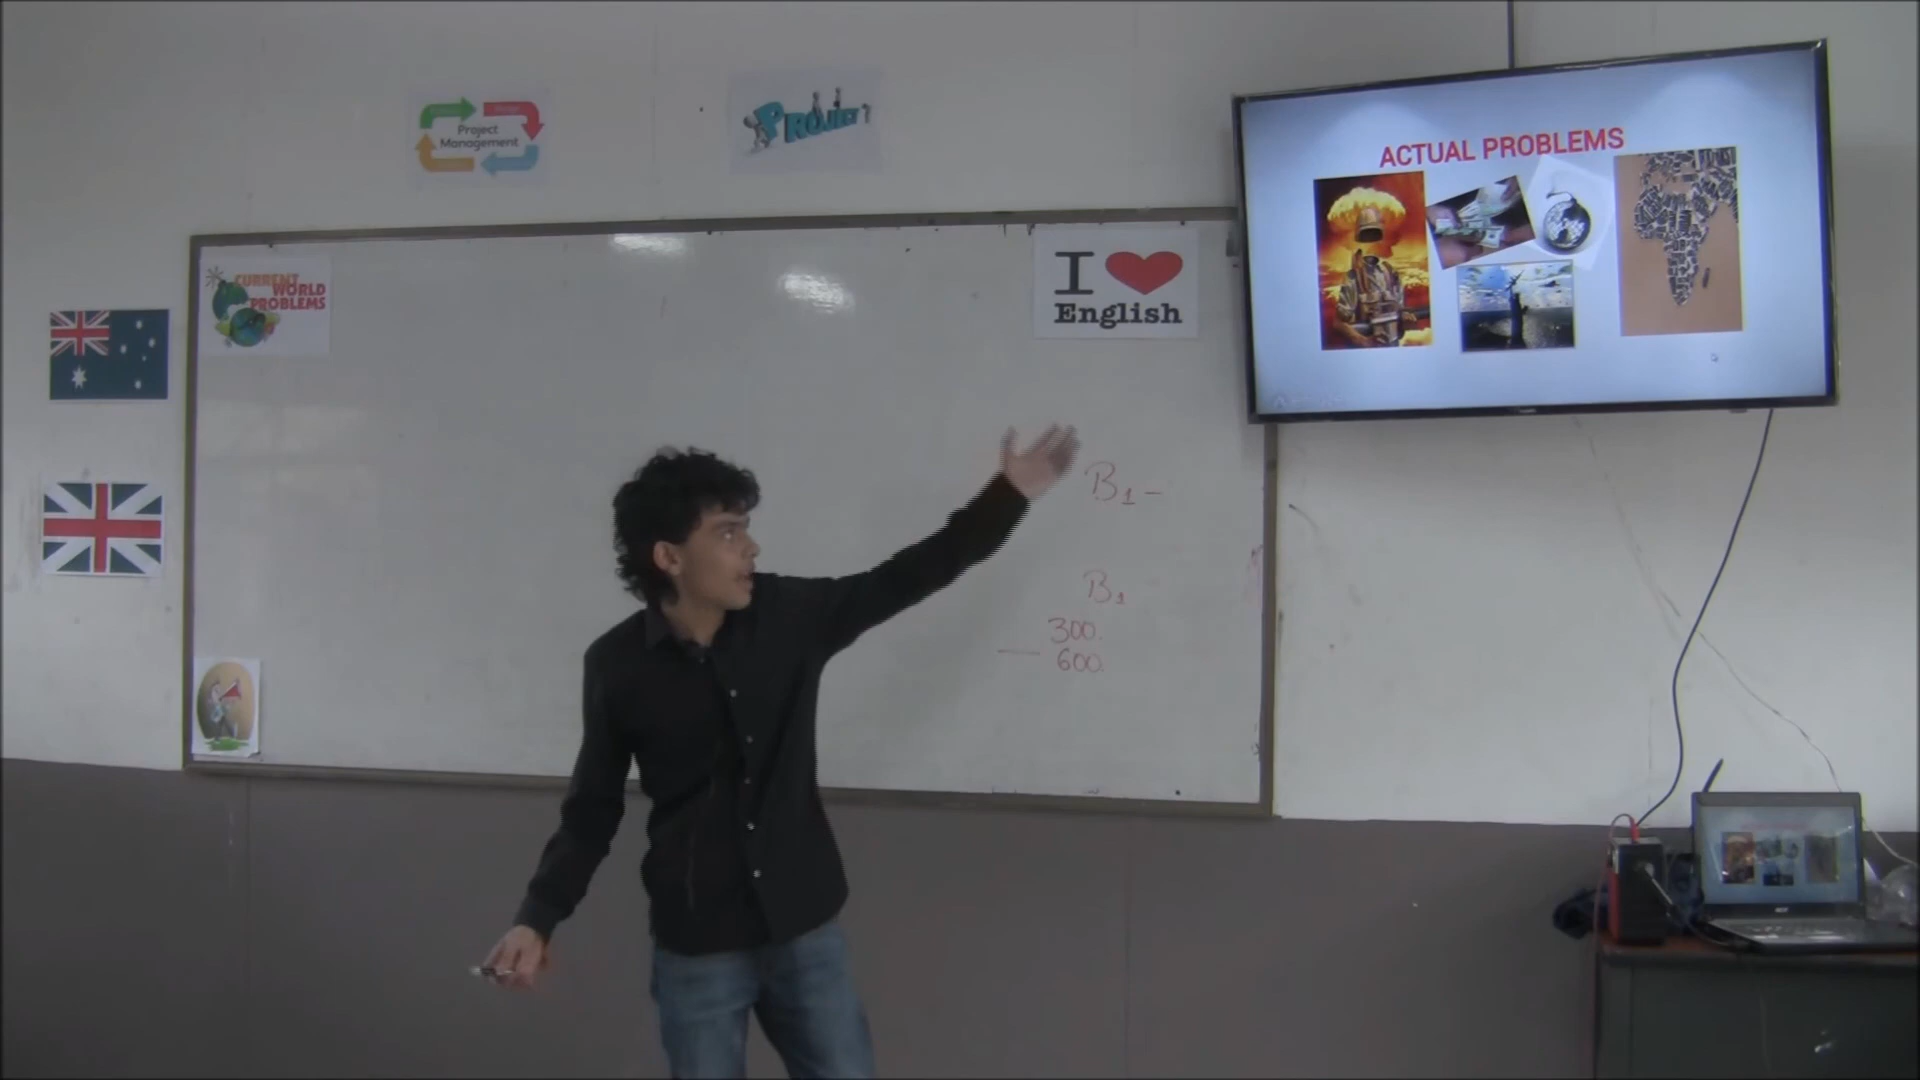 Project
Management
PROJECT
ACTUAL PROBLEMS
CURRENT
WORLD
PROBLEMS
I
English
B1 -
B1
300.
600.